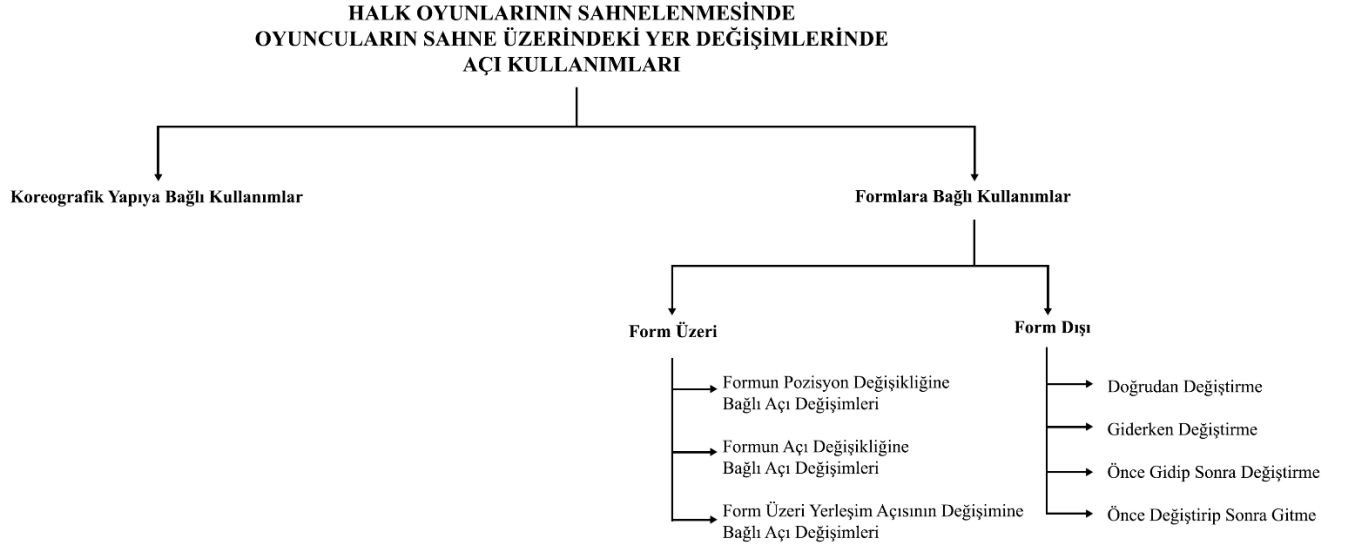 HALK OYUNLARININ SAHNELENMESİNDE
OYUNCULARIN SAHNE ÜZERİNDEKİ YER DEĞİŞİMLERİNDE
AÇI KULLANIMLARI
Koreografik Yapıya Bağlı Kullanımlar
Formlara Bağlı Kullanımlar
Form Üzeri
Formun Pozisyon Değişikliğine
Bağlı Açı Değişimleri
Formun Açı Değişikliğine
Bağlı Açı Değişimleri
Form Üzeri Yerleşim Açısının Değişimine
Bağlı Açı Değişimleri
Form Dışı
Doğrudan Değiştirme
Giderken Değiştirme
Önce Gidip Sonra Değiştirme
Önce Değiştirip Sonra Gitme